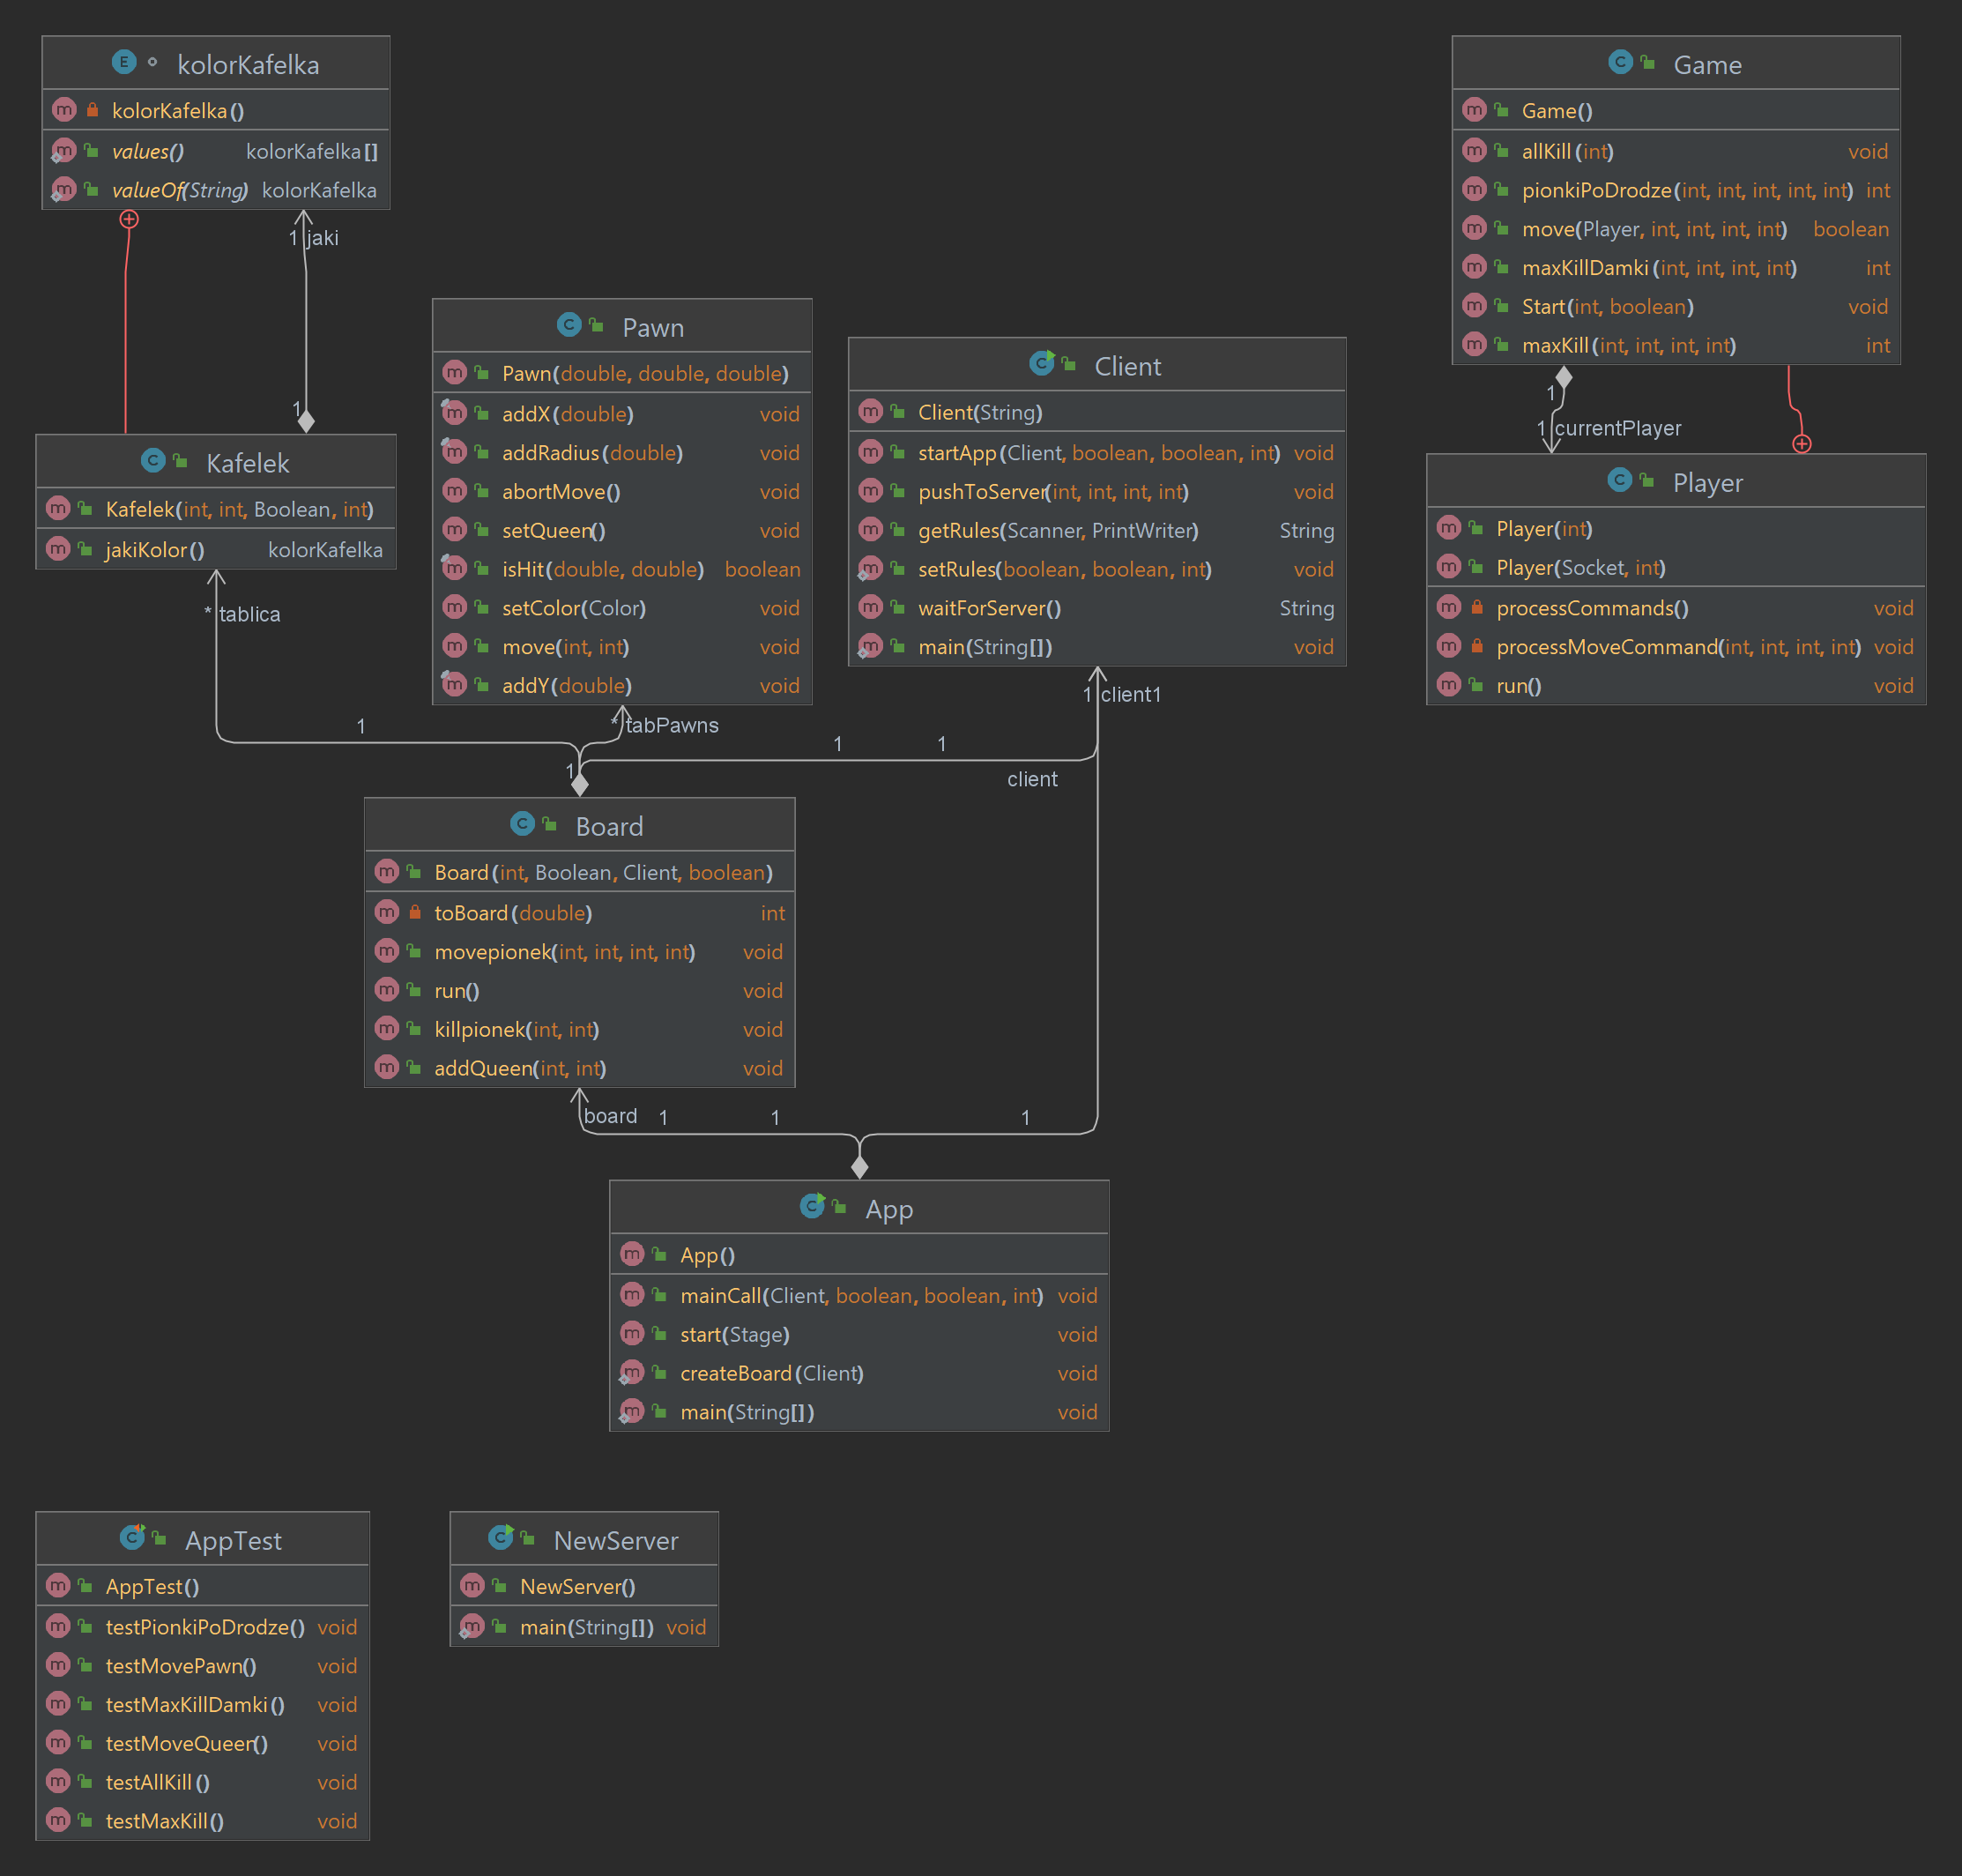 kolorKafelka
kolorKafelka()
values() kolorKafelka[]
valueOf(String) kolorKafelka
1 jaki
1
Kafelek
Kafelek(int, int, Boolean, int)
jakiKolor() kolorKafelka
* tablica
1
Pawn
Pawn(double, double, double)
addX(double) void
addRadius(double) void
abortMove() void
setQueen() void
isHit(double, double) boolean
setColor(Color) void
move(int, int) void
addY(double) void
* tabPawns
1
Client
Client(String)
startApp(Client, boolean, boolean, int) void
pushToServer(int, int, int, int) void
getRules(Scanner, PrintWriter) String
setRules(boolean, boolean, int) void
waitForServer() String
main(String[]) void
1 client1
1 1
client
Game
Game()
allKill(int) void
pionkiPoDrodze(int, int, int, int, int) int
move(Player, int, int, int, int) boolean
maxKillDamki(int, int, int, int) int
Start(int, boolean) void
maxKill(int, int, int, int) int
1
1 currentPlayer
Player
Player(int)
Player(Socket, int)
processCommands() void
processMoveCommand(int, int, int, int) void
run() void
Board
Board(int, Boolean, Client, boolean)
toBoard(double) int
movepionek(int, int, int, int) void
run() void
killpionek(int, int) void
addQueen(int, int) void
board 1 1 1
App
App()
mainCall(Client, boolean, boolean, int) void
start(Stage) void
createBoard(Client) void
main(String[]) void
AppTest
AppTest()
testPionkiPoDrodze() void
testMovePawn() void
testMaxKillDamki() void
testMoveQueen() void
testAllKill() void
testMaxKill() void
NewServer
NewServer()
main(String[]) void